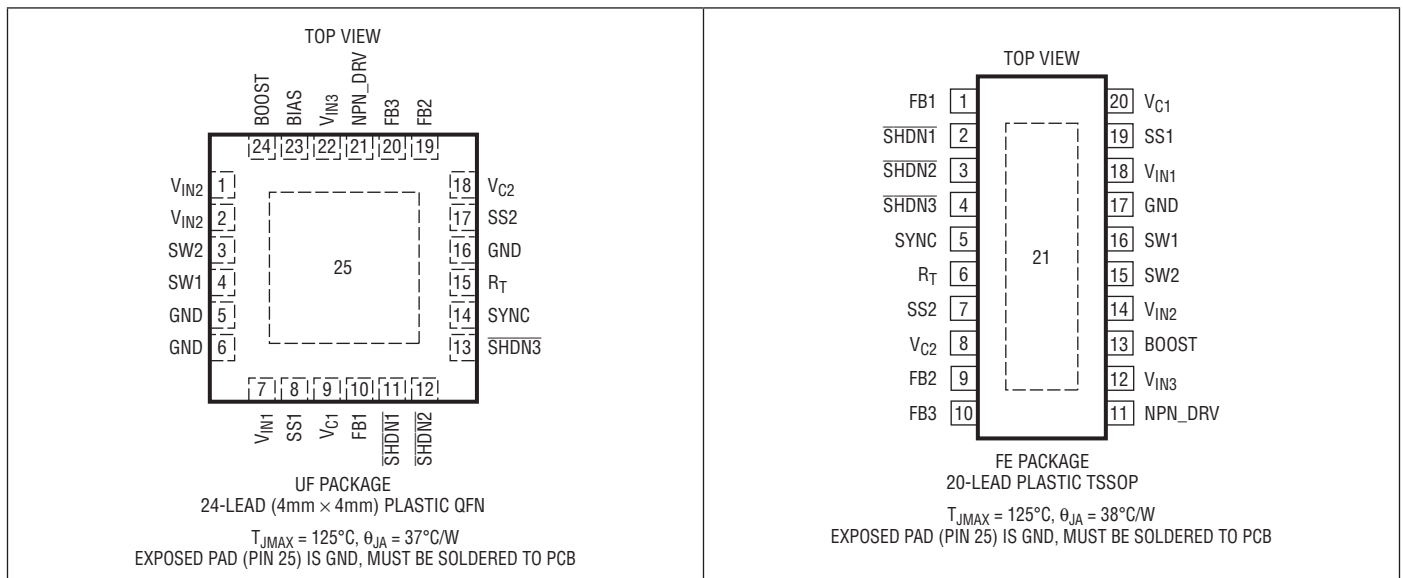 TOP VIEW
BOOST
BIAS
VIN3
NPN_DRV
FB3
FB2
24 23 22 21 20 19
VIN2 1
VIN2 2
SW2 3
SW1 4
GND 5
GND 6
25
18 VC2
17 SS2
16 GND
15 RT
14 SYNC
13 SHDN3
7 8 9 10 11 12
VIN1
SS1
VC1
FB1
SHDN1
SHDN2
UF PACKAGE
24-LEAD (4mm × 4mm) PLASTIC QFN
TJMAX = 125°C, θJA = 37°C/W
EXPOSED PAD (PIN 25) IS GND, MUST BE SOLDERED TO PCB
TOP VIEW
FB1 1
SHDN1 2
SHDN2 3
SHDN3 4
SYNC 5
RT 6
SS2 7
VC2 8
FB2 9
FB3 10
21
20 VC1
19 SS1
18 VIN1
17 GND
16 SW1
15 SW2
14 VIN2
13 BOOST
12 VIN3
11 NPN_DRV
FE PACKAGE
20-LEAD PLASTIC TSSOP
TJMAX = 125°C, θJA = 38°C/W
EXPOSED PAD (PIN 25) IS GND, MUST BE SOLDERED TO PCB